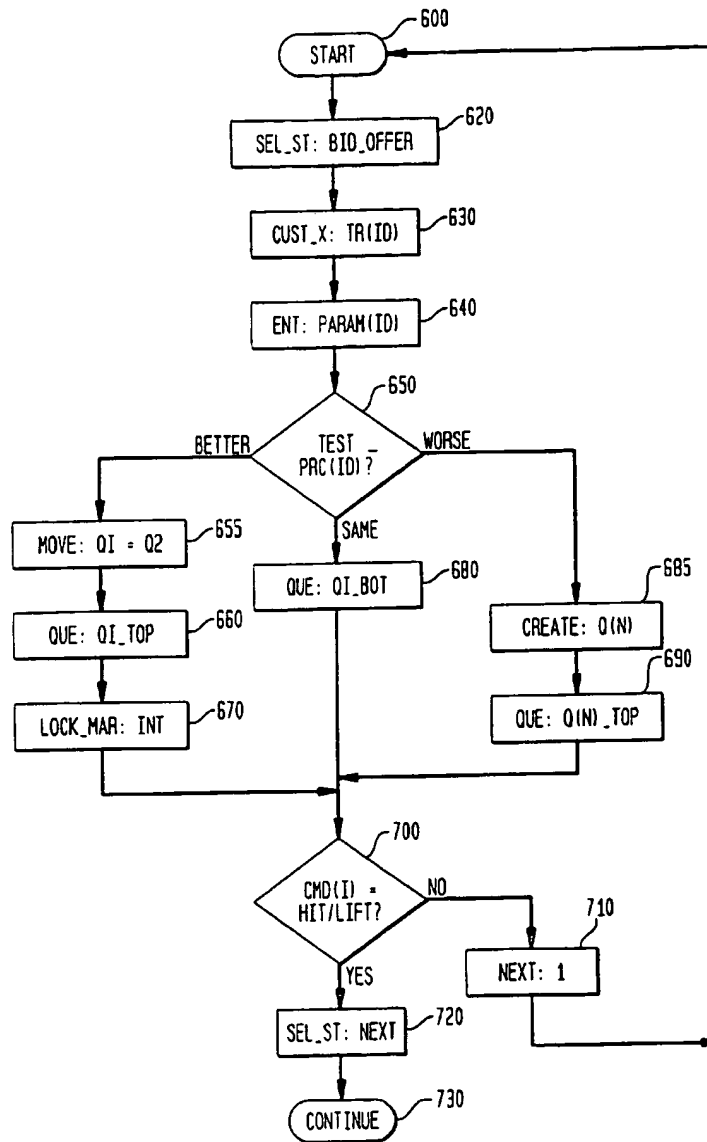 600
START
620
SEL_ST: BID_OFFER
630
CUST_X: TR(ID)
640
ENT: PARAM(ID)
650
BETTER
TEST _
PRC(ID)?
WORSE
SAME
MOVE: QI = Q2
655
QUE: QI_BOT
680
685
CREATE: Q(N)
QUE: QI_TOP
660
690
QUE: Q(N)_TOP
LOCK_MAR: INT
670
700
CMD(I) =
HIT/LIFT?
NO
YES
710
NEXT: 1
SEL_ST: NEXT
720
CONTINUE
730